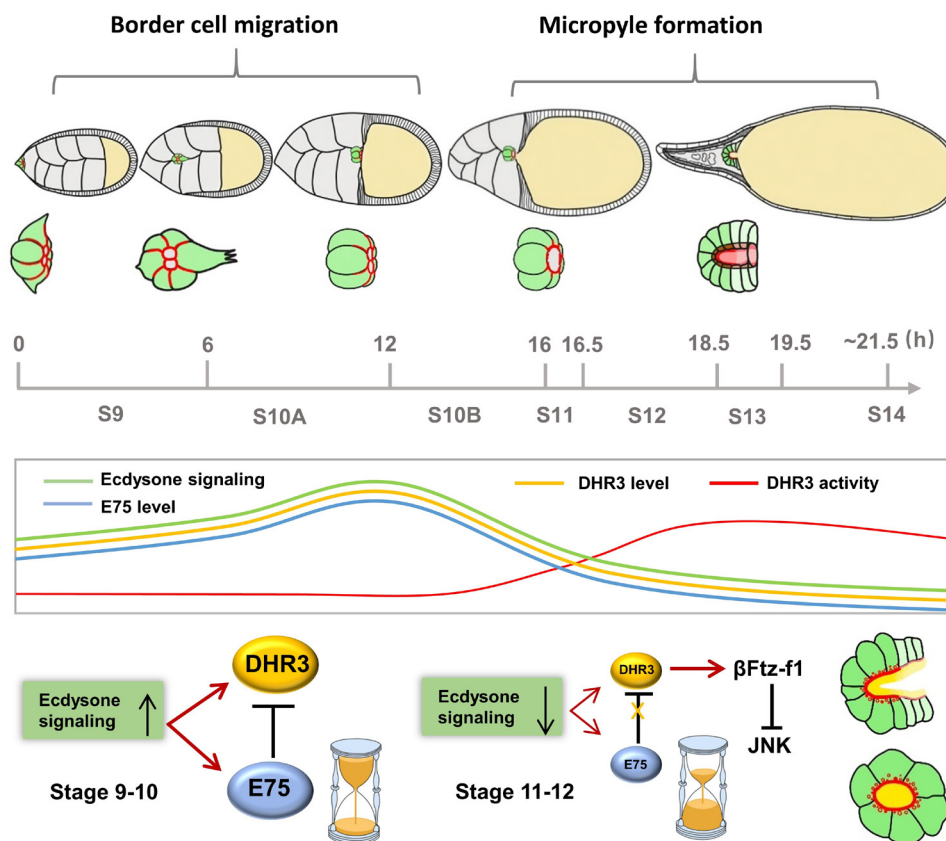 Border cell migration
Micropyle formation
0 6 12 16 16.5 18.5 19.5 ~21.5 (h)
S9 S10A S10B S11 S12 S13 S14
Ecdysone signaling
E75 level
DHR3 level
DHR3 activity
DHR3
Ecdysone
signaling
E75
Stage 9-10
DHR3
βFtz-f1
Ecdysone
signaling
JNK
E75
Stage 11-12